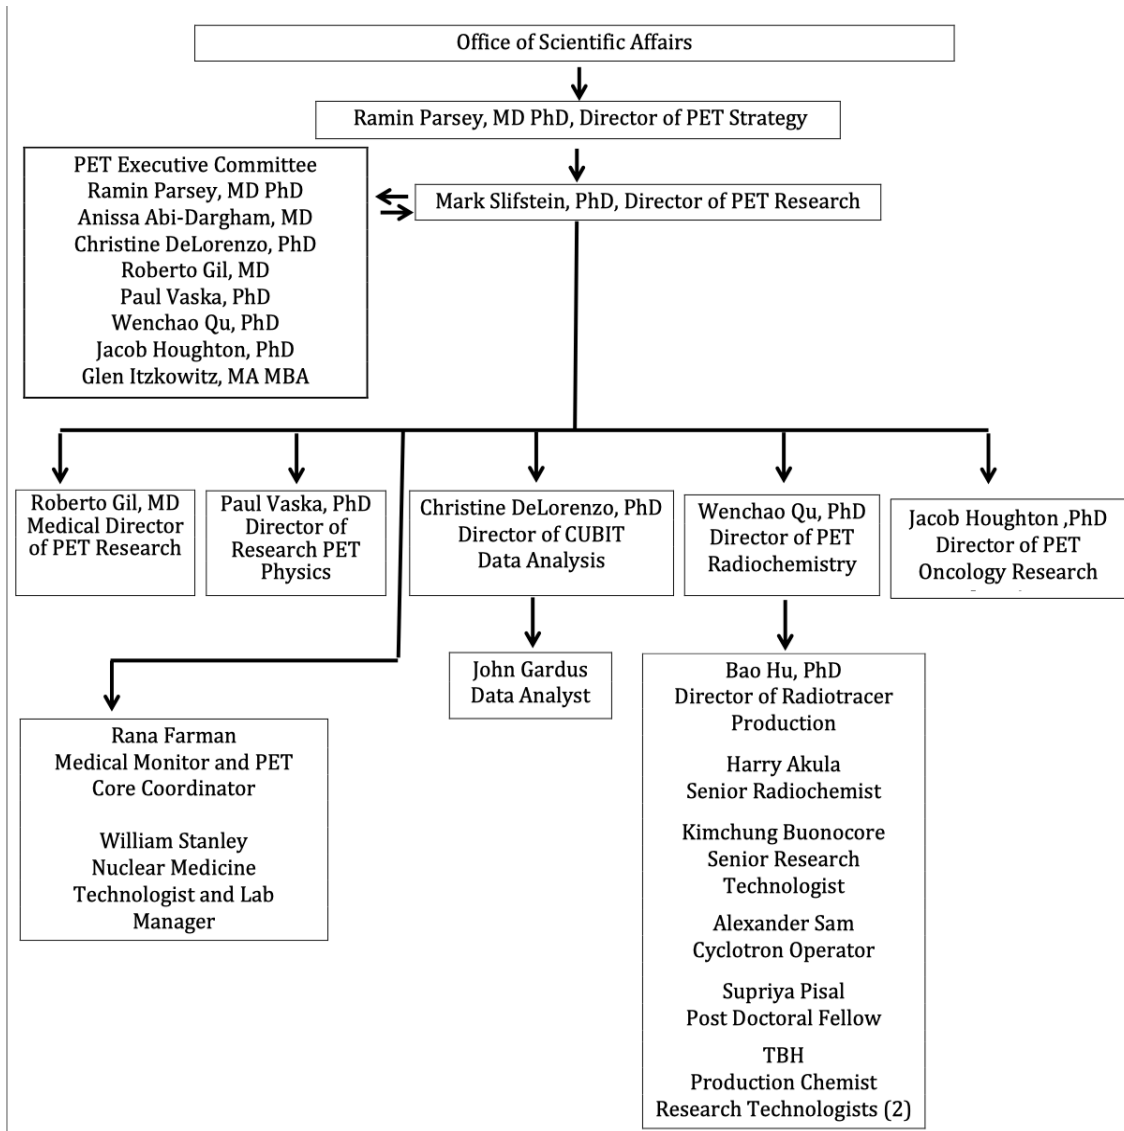 Office of Scientific Affairs
Ramin Parsey, MD PhD, Director of PET Strategy
PET Executive Committee
Ramin Parsey, MD PhD
Anissa Abi-Dargham, MD
Christine DeLorenzo, PhD
Roberto Gil, MD
Paul Vaska, PhD
Wenchao Qu, PhD
Jacob Houghton, PhD
Glen Itzkowitz, MA MBA
Mark Slifstein, PhD, Director of PET Research
Roberto Gil, MD
Medical Director
of PET Research
Paul Vaska, PhD
Director of
Research PET
Physics
Christine DeLorenzo, PhD
Director of CUBIT
Data Analysis
Wenchao Qu, PhD
Director of PET
Radiochemistry
Jacob Houghton ,PhD
Director of PET
Oncology Research
Rana Farman
Medical Monitor and PET
Core Coordinator
William Stanley
Nuclear Medicine
Technologist and Lab
Manager
John Gardus
Data Analyst
Bao Hu, PhD
Director of Radiotracer
Production
Harry Akula
Senior Radiochemist
Kimchung Buonocore
Senior Research
Technologist
Alexander Sam
Cyclotron Operator
Supriya Pisal
Post Doctoral Fellow
TBH
Production Chemist
Research Technologists (2)